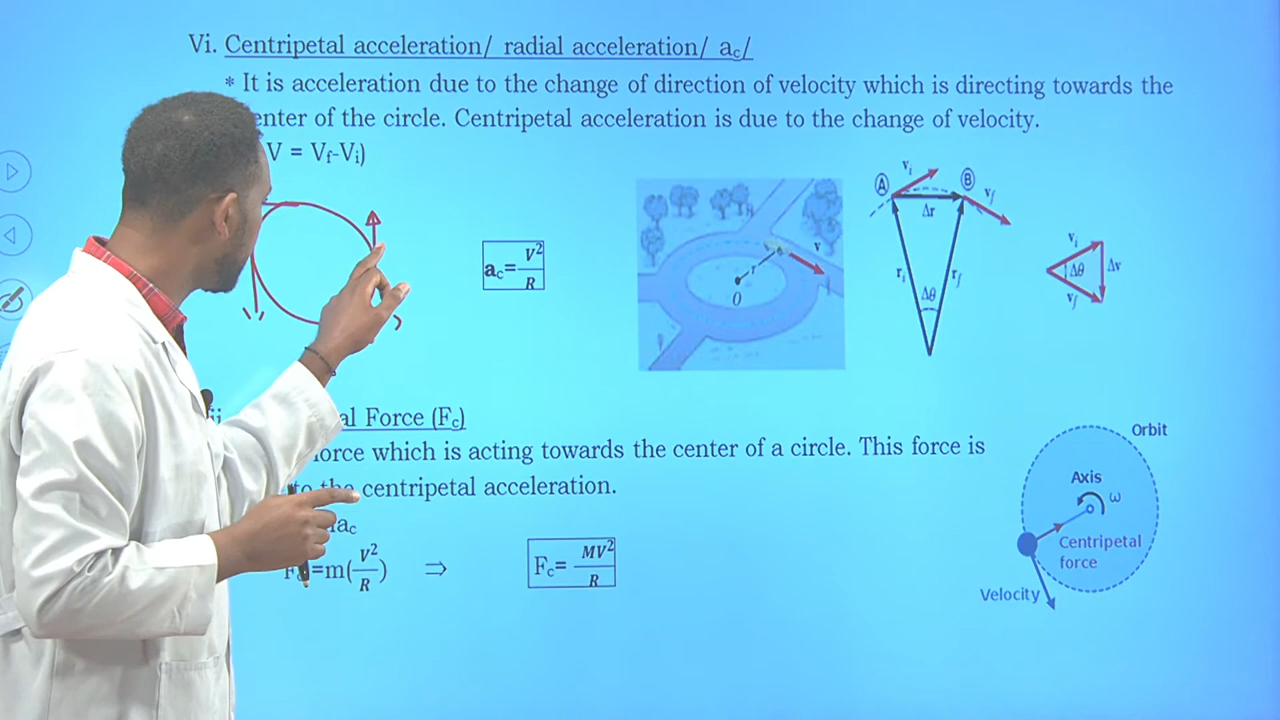 Vi. Centripetal acceleration/ radial acceleration/ ac/
* It is acceleration due to the change of direction of velocity which is directing towards the
enter of the circle. Centripetal acceleration is due to the change of velocity.
V = Vf-Vi)
ac= V²/R
r
O
v
A
B
vi
vf
Δr
ri
rf
Δθ
vi
Δθ
Δv
vf
al Force (Fc)
force which is acting towards the center of a circle. This force is
to the centripetal acceleration.
ac
=m(V²/R) ⇒ Fc= MV²/R
Orbit
Axis
ω
Centripetal
force
Velocity